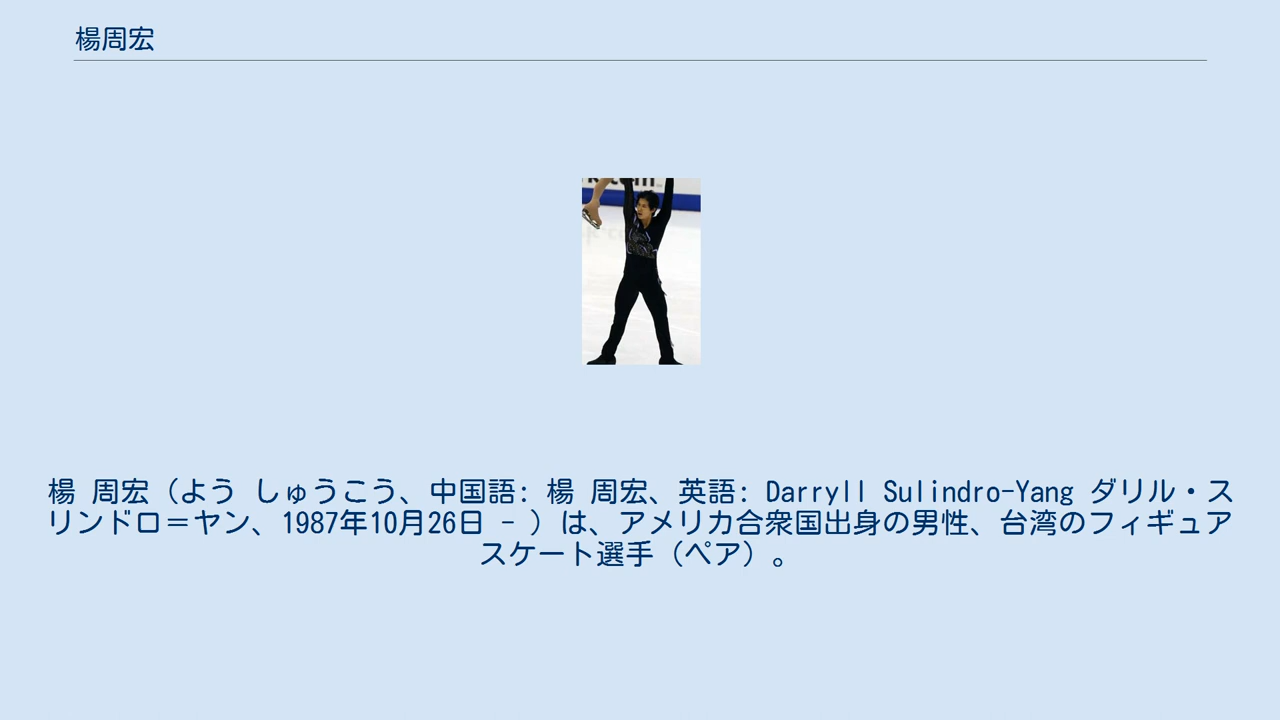 楊周宏
楊 周宏（よう しゅうこう、中国語: 楊 周宏、英語: Darryll Sulindro-Yang ダリル・ス
リンドロ＝ヤン、1987年10月26日 - ）は、アメリカ合衆国出身の男性、台湾のフィギュア
スケート選手（ペア）。